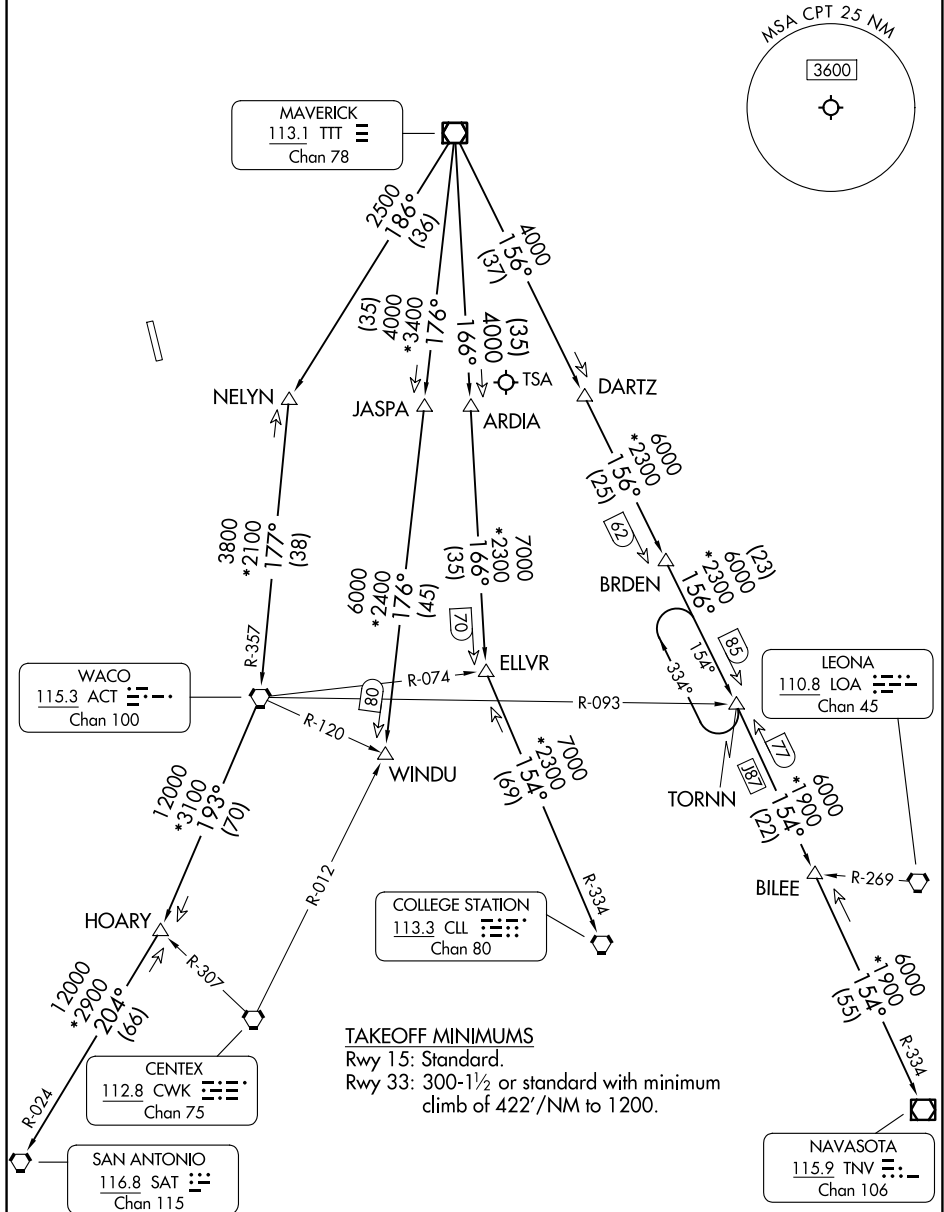 MSA CPT 25 NM
3600
MAVERICK
113.1 TTT
Chan 78
2500
186°
(36)
(35)
4000
*3400
176°
(35)
4000
166°
4000
156°
(37)
TSA
NELYN
JASPA
ARDIA
DARTZ
3800
*2100
177°
(38)
6000
*2400
176°
(45)
7000
*2300
166°
(35)
6000
*2300
156°
(25)
62
BRDEN
(23)
6000
*2300
156°
R-357
70
154°
334°
85
WACO
115.3 ACT
Chan 100
R-074
ELLVR
LEONA
110.8 LOA
Chan 45
80
R-093
R-120
WINDU
77
J87
TORNN
12000
*3100
193°
(70)
7000
*2300
154°
(69)
6000
*1900
154°
(22)
BILEE
R-269
R-012
R-334
HOARY
COLLEGE STATION
113.3 CLL
Chan 80
R-307
12000
*2900
204°
(66)
6000
*1900
154°
(55)
R-334
CENTEX
112.8 CWK
Chan 75
R-024
TAKEOFF MINIMUMS
Rwy 15: Standard.
Rwy 33: 300-1½ or standard with minimum
climb of 422'/NM to 1200.
SAN ANTONIO
116.8 SAT
Chan 115
NAVASOTA
115.9 TNV
Chan 106